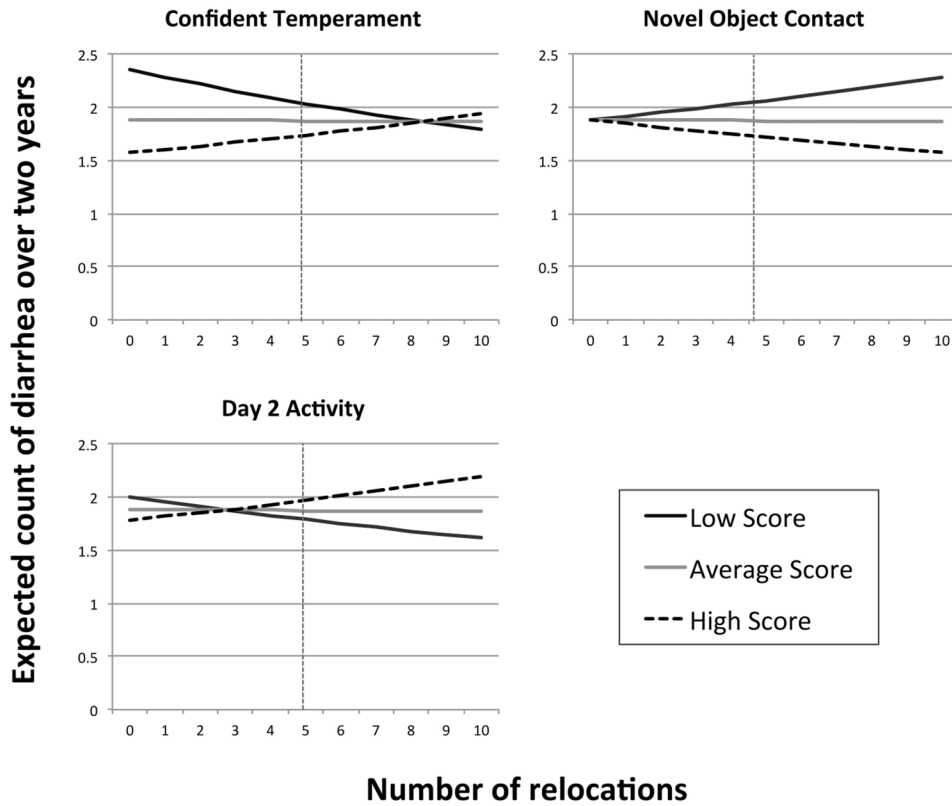 Confident Temperament
2.5
2
1.5
1
0.5
0
0 1 2 3 4 5 6 7 8 9 10
Novel Object Contact
2.5
2
1.5
1
0.5
0
0 1 2 3 4 5 6 7 8 9 10
Day 2 Activity
2.5
2
1.5
1
0.5
0
0 1 2 3 4 5 6 7 8 9 10
Low Score
Average Score
High Score
Expected count of diarrhea over two years
Number of relocations